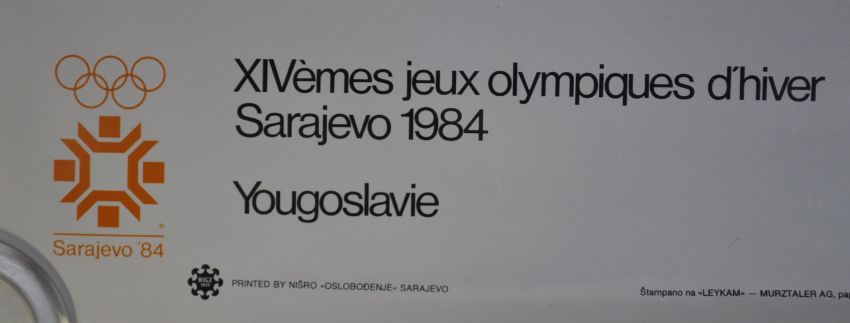 XIVèmes jeux olympiques d'hiver
Sarajevo 1984
Yougoslavie
Sarajevo '84
PRINTED BY NIŠRO »OSLOBOĐENJE« SARAJEVO
Štampano na »LEYKAM« — MURZTALER AG,